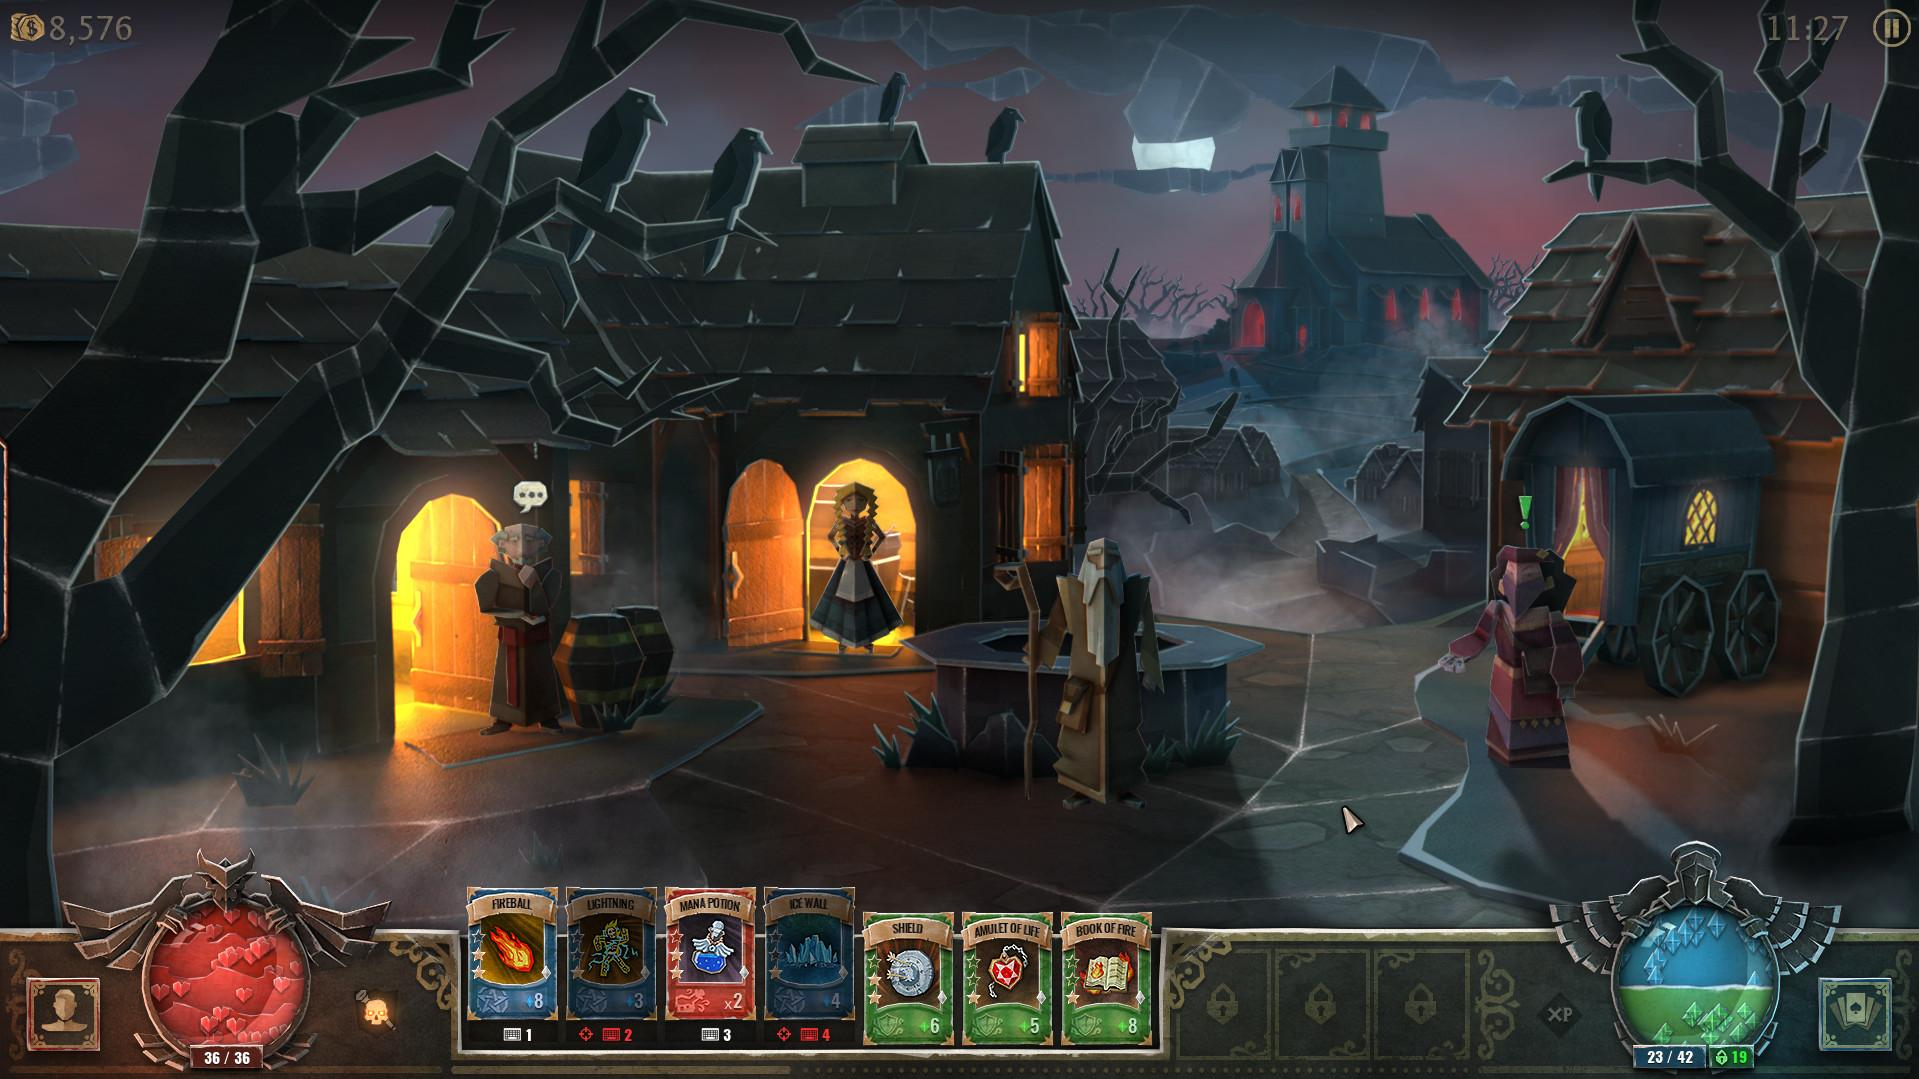 8,576
11:27
FIREBALL
LIGHTNING
MANA POTION
ICE WALL
SHIELD
AMULET OF LIFE
BOOK OF FIRE
+8
+3
x2
+4
+6
+5
+8
1
2
3
4
XP
36 / 36
23 / 42
19